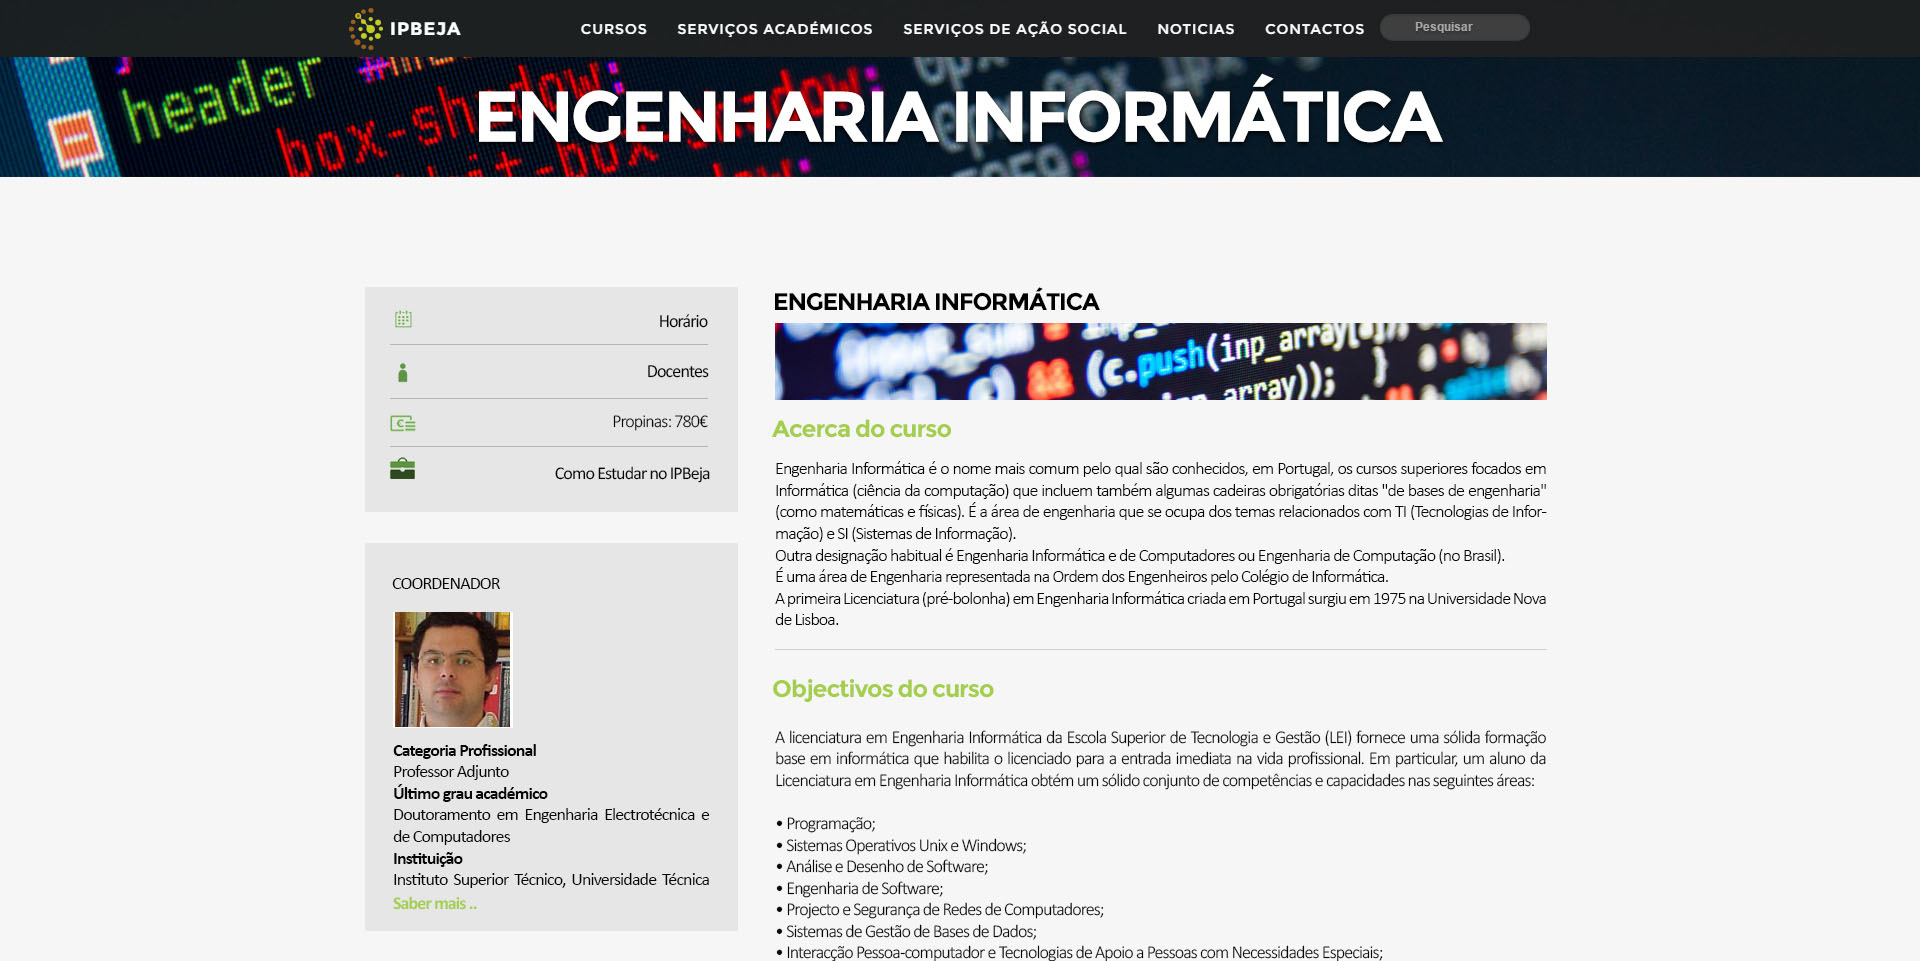 IPBEJA
CURSOS
SERVIÇOS ACADÉMICOS
SERVIÇOS DE AÇÃO SOCIAL
NOTICIAS
CONTACTOS
Pesquisar
header
box-shadow:
box-shadow:
ENGENHARIA INFORMÁTICA
Horário
Docentes
Propinas: 780€
Como Estudar no IPBeja
COORDENADOR
Categoria Profissional
Professor Adjunto
Último grau académico
Doutoramento em Engenharia Electrotécnica e
de Computadores
Instituição
Instituto Superior Técnico, Universidade Técnica
Saber mais ..
ENGENHARIA INFORMÁTICA
&& (c.push(inp_array[
_array)); }
Acerca do curso
Engenharia Informática é o nome mais comum pelo qual são conhecidos, em Portugal, os cursos superiores focados em
Informática (ciência da computação) que incluem também algumas cadeiras obrigatórias ditas "de bases de engenharia"
(como matemáticas e físicas). É a área de engenharia que se ocupa dos temas relacionados com TI (Tecnologias de Infor-
mação) e SI (Sistemas de Informação).
Outra designação habitual é Engenharia Informática e de Computadores ou Engenharia de Computação (no Brasil).
É uma área de Engenharia representada na Ordem dos Engenheiros pelo Colégio de Informática.
A primeira Licenciatura (pré-bolonha) em Engenharia Informática criada em Portugal surgiu em 1975 na Universidade Nova
de Lisboa.
Objectivos do curso
A licenciatura em Engenharia Informática da Escola Superior de Tecnologia e Gestão (LEI) fornece uma sólida formação
base em informática que habilita o licenciado para a entrada imediata na vida profissional. Em particular, um aluno da
Licenciatura em Engenharia Informática obtém um sólido conjunto de competências e capacidades nas seguintes áreas:
• Programação;
• Sistemas Operativos Unix e Windows;
• Análise e Desenho de Software;
• Engenharia de Software;
• Projecto e Segurança de Redes de Computadores;
• Sistemas de Gestão de Bases de Dados;
• Interacção Pessoa-computador e Tecnologias de Apoio a Pessoas com Necessidades Especiais;